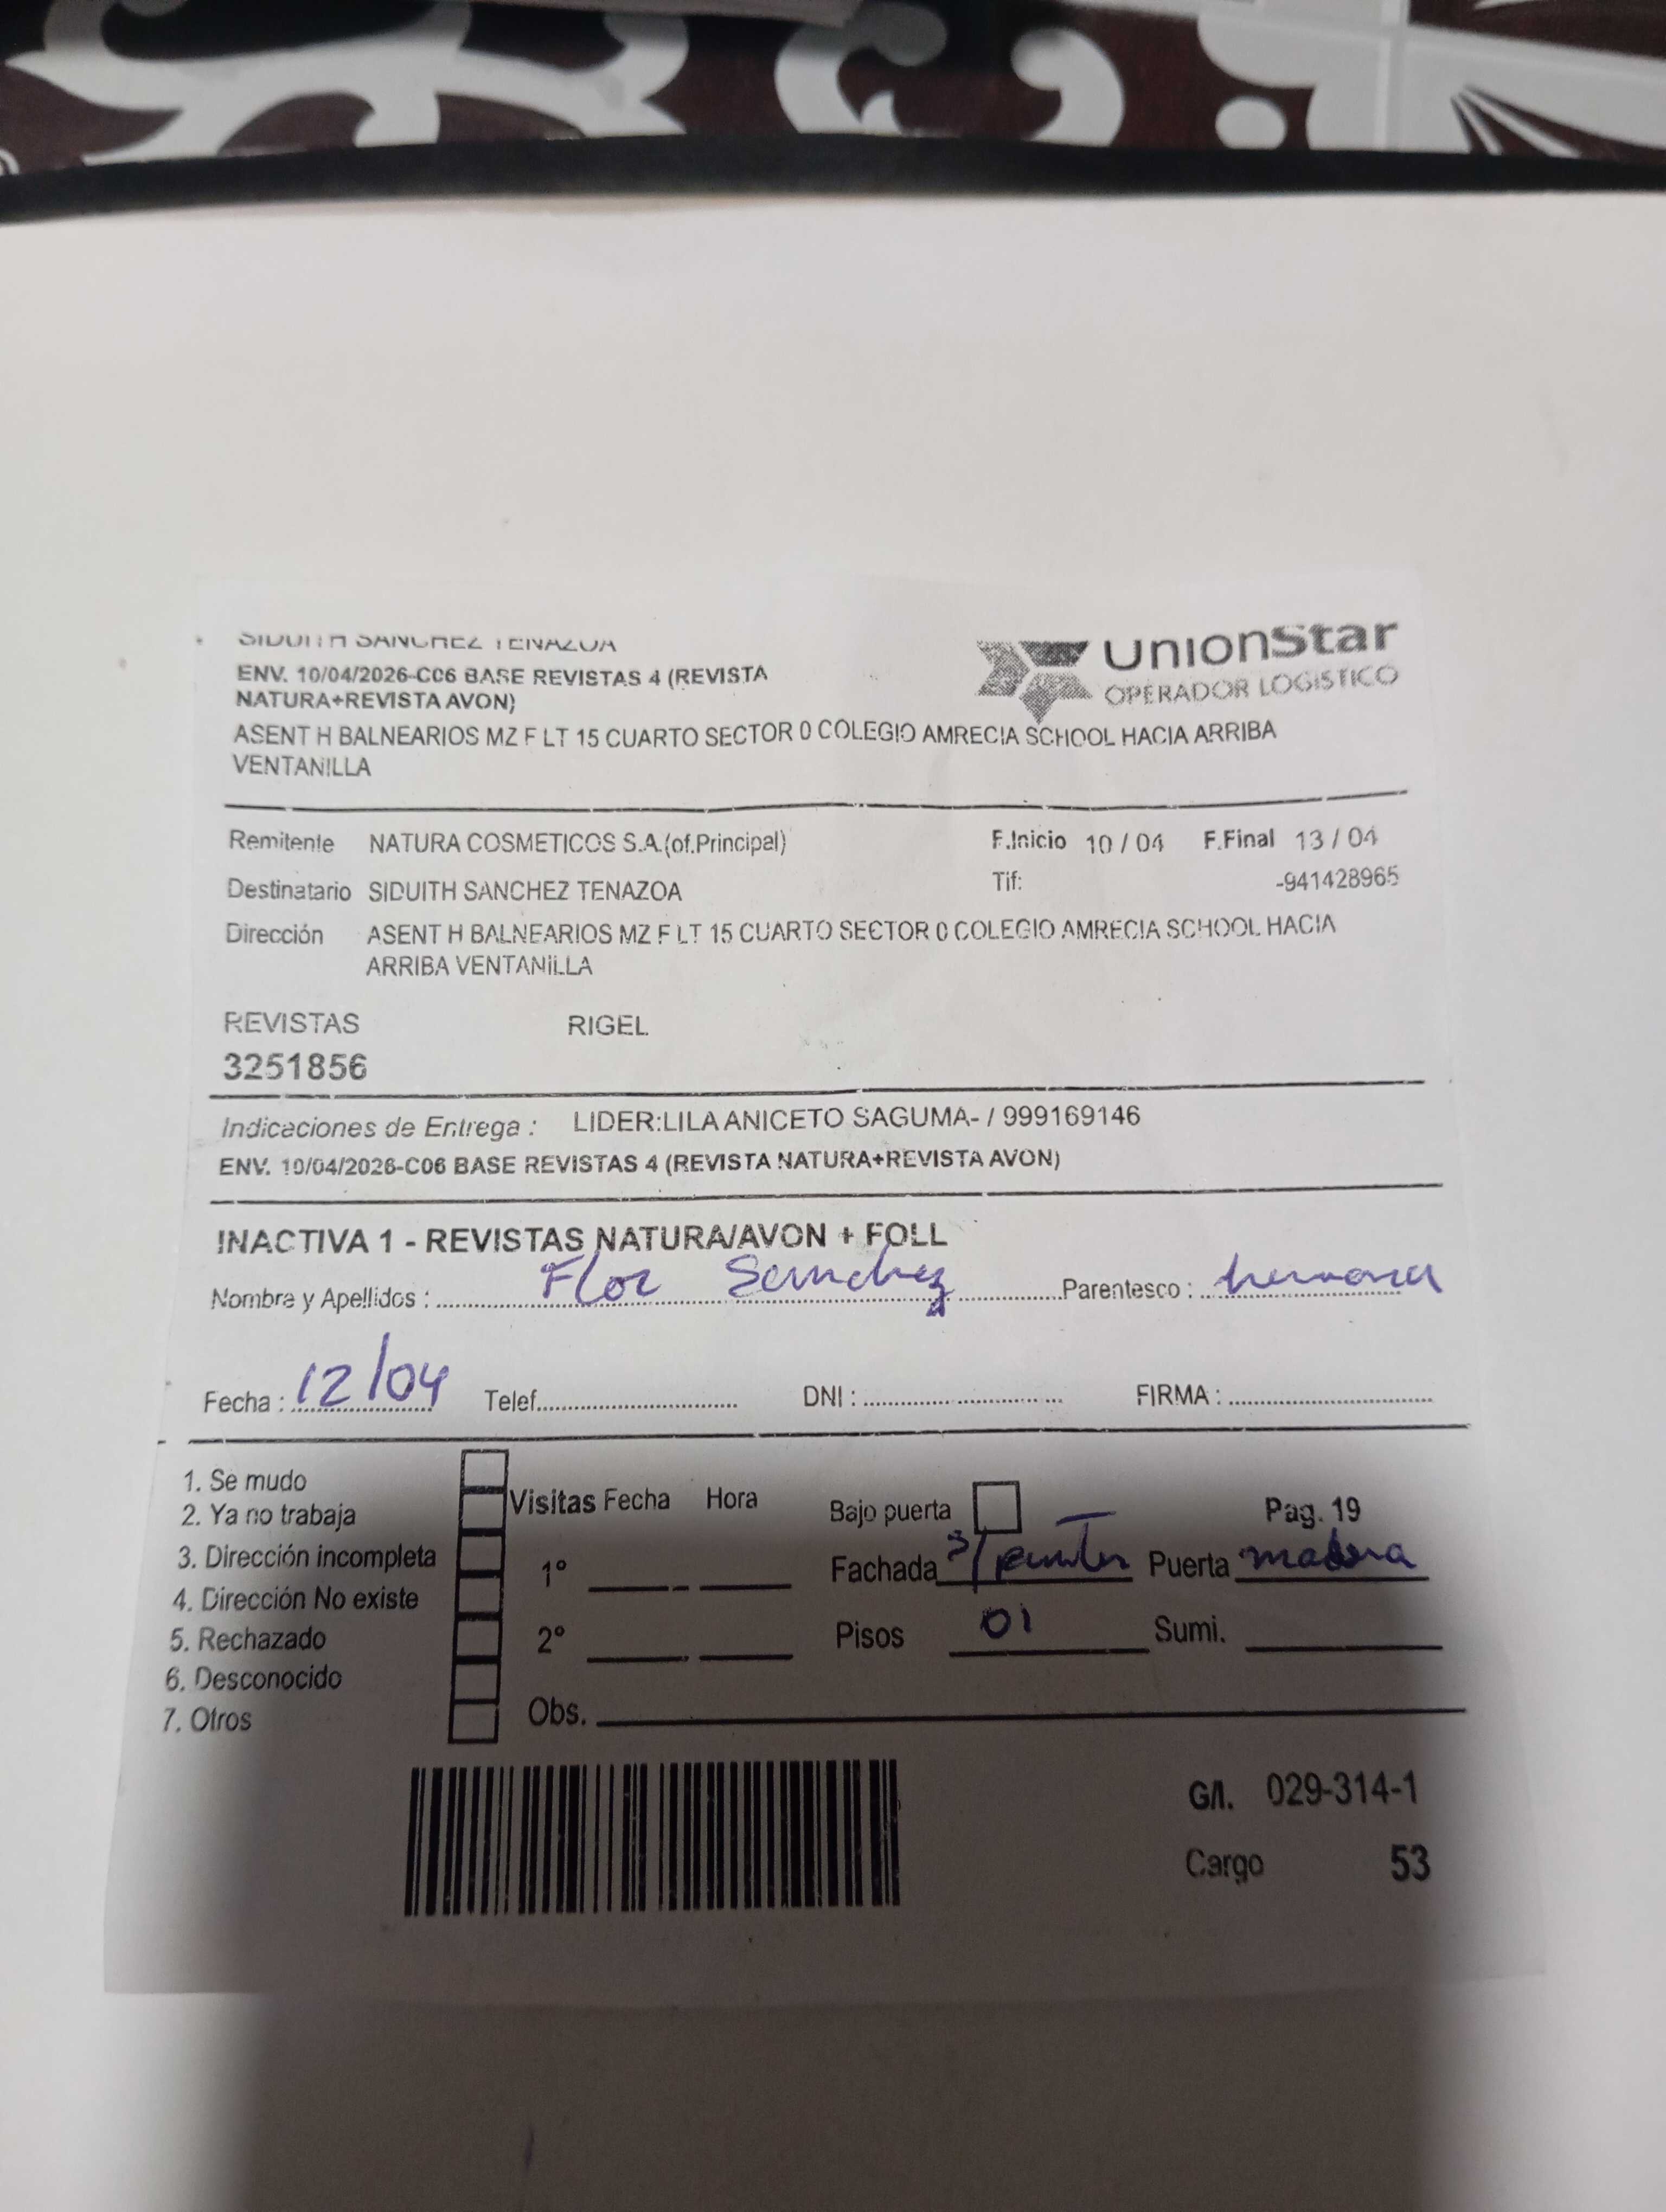 SIDUITH SANCHEZ TENAZOA
ENV. 10/04/2026-C06 BASE REVISTAS 4 (REVISTA
NATURA+REVISTA AVON)
UnionStar
OPERADOR LOGISTICO
ASENT H BALNEARIOS MZ F LT 15 CUARTO SECTOR 0 COLEGIO AMRECIA SCHOOL HACIA ARRIBA
VENTANILLA
Remitente NATURA COSMETICOS S.A.(of.Principal) F.Inicio 10 / 04 F.Final 13 / 04
Destinatario SIDUITH SANCHEZ TENAZOA Tlf: -941428965
Dirección ASENT H BALNEARIOS MZ F LT 15 CUARTO SECTOR 0 COLEGIO AMRECIA SCHOOL HACIA
ARRIBA VENTANILLA
REVISTAS RIGEL
3251856
Indicaciones de Entrega : LIDER:LILA ANICETO SAGUMA- / 999169146
ENV. 10/04/2026-C06 BASE REVISTAS 4 (REVISTA NATURA+REVISTA AVON)
INACTIVA 1 - REVISTAS NATURA/AVON + FOLL
Nombre y Apellidos : Flor Sanchez Parentesco : hermana
Fecha : 12/04 Telef. DNI : FIRMA :
1. Se mudo
2. Ya no trabaja
3. Dirección incompleta
4. Dirección No existe
5. Rechazado
6. Desconocido
7. Otros
Visitas Fecha Hora
1°
2°
Obs.
Bajo puerta Pag. 19
Fachada Puerta madera
Pisos 01 Sumi.
G/I. 029-314-1
Cargo 53